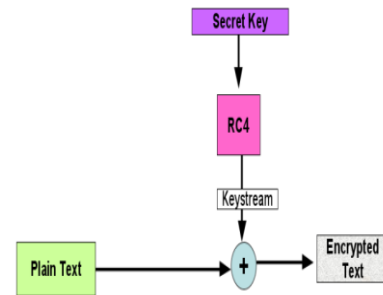 Secret Key
RC4
Keystream
Plain Text
+
Encrypted
Text